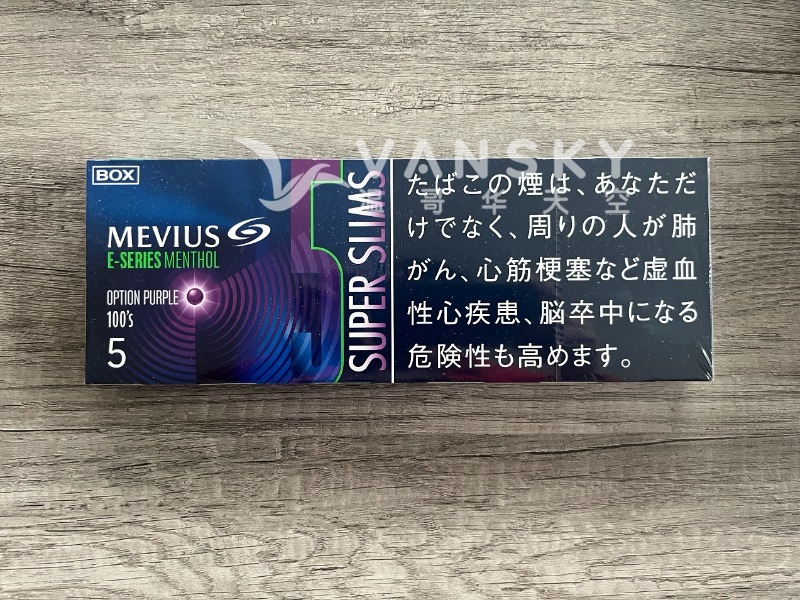 VANSKY
温哥华天空
BOX
MEVIUS
E-SERIES MENTHOL
OPTION PURPLE
100's
5
SUPER SLIMS
たばこの煙は、あなただ
けでなく、周りの人が肺
がん、心筋梗塞など虚血
性心疾患、脳卒中になる
危険性も高めます。